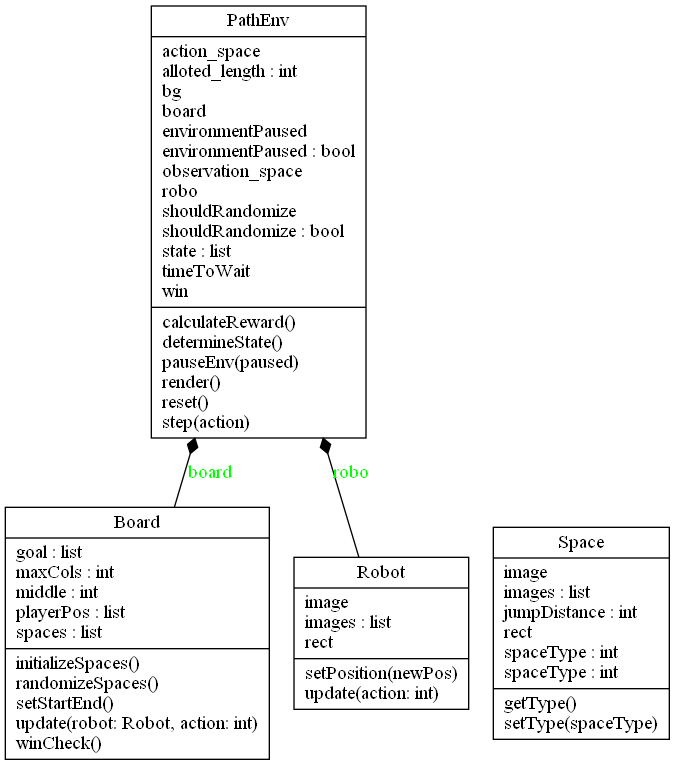 PathEnv
action_space
alloted_length : int
bg
board
environmentPaused
environmentPaused : bool
observation_space
robo
shouldRandomize
shouldRandomize : bool
state : list
timeToWait
win
calculateReward()
determineState()
pauseEnv(paused)
render()
reset()
step(action)
board
robo
Board
goal : list
maxCols : int
middle : int
playerPos : list
spaces : list
initializeSpaces()
randomizeSpaces()
setStartEnd()
update(robot: Robot, action: int)
winCheck()
Robot
image
images : list
rect
setPosition(newPos)
update(action: int)
Space
image
images : list
jumpDistance : int
rect
spaceType : int
spaceType : int
getType()
setType(spaceType)